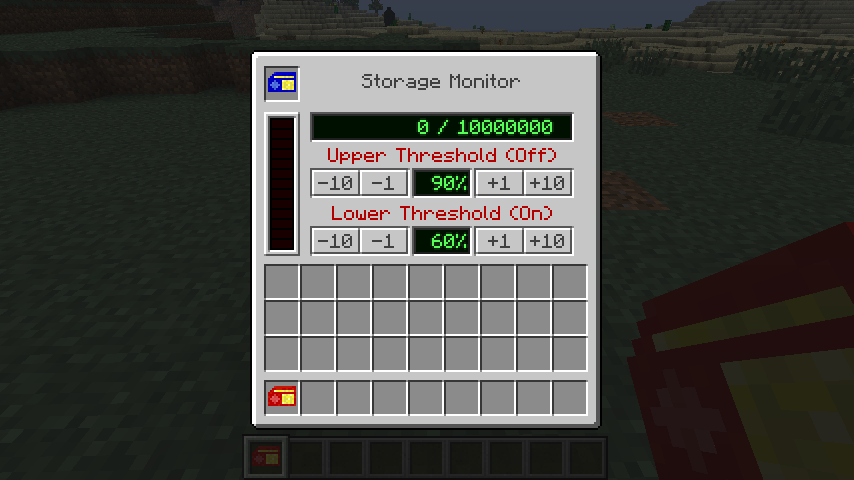 Storage Monitor
0 / 10000000
Upper Threshold (Off)
-10 -1 90% +1 +10
Lower Threshold (On)
-10 -1 60% +1 +10